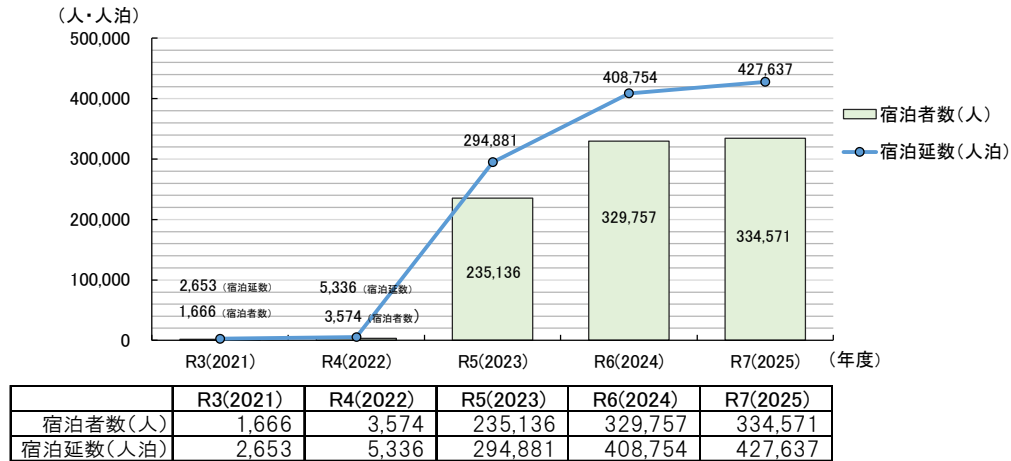 (人・人泊)
500,000
400,000
300,000
200,000
100,000
0
2,653 (宿泊延数)
1,666 (宿泊者数)
5,336 (宿泊延数)
3,574 (宿泊者数)
294,881
235,136
408,754
329,757
427,637
334,571
宿泊者数(人)
宿泊延数(人泊)
R3(2021) R4(2022) R5(2023) R6(2024) R7(2025) (年度)
R3(2021) R4(2022) R5(2023) R6(2024) R7(2025)
宿泊者数(人) 1,666 3,574 235,136 329,757 334,571
宿泊延数(人泊) 2,653 5,336 294,881 408,754 427,637